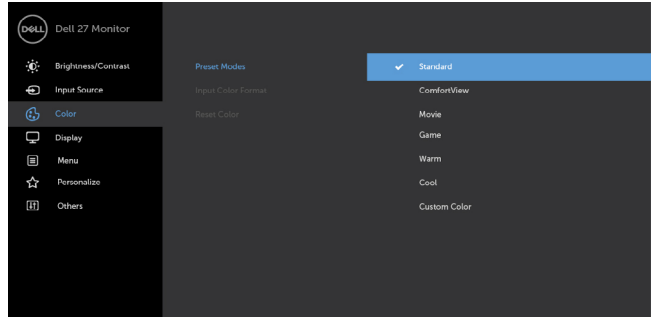 DELL
Dell 27 Monitor
Brightness/Contrast
Input Source
Color
Display
Menu
Personalize
Others
Preset Modes
Input Color Format
Reset Color
Standard
ComfortView
Movie
Game
Warm
Cool
Custom Color